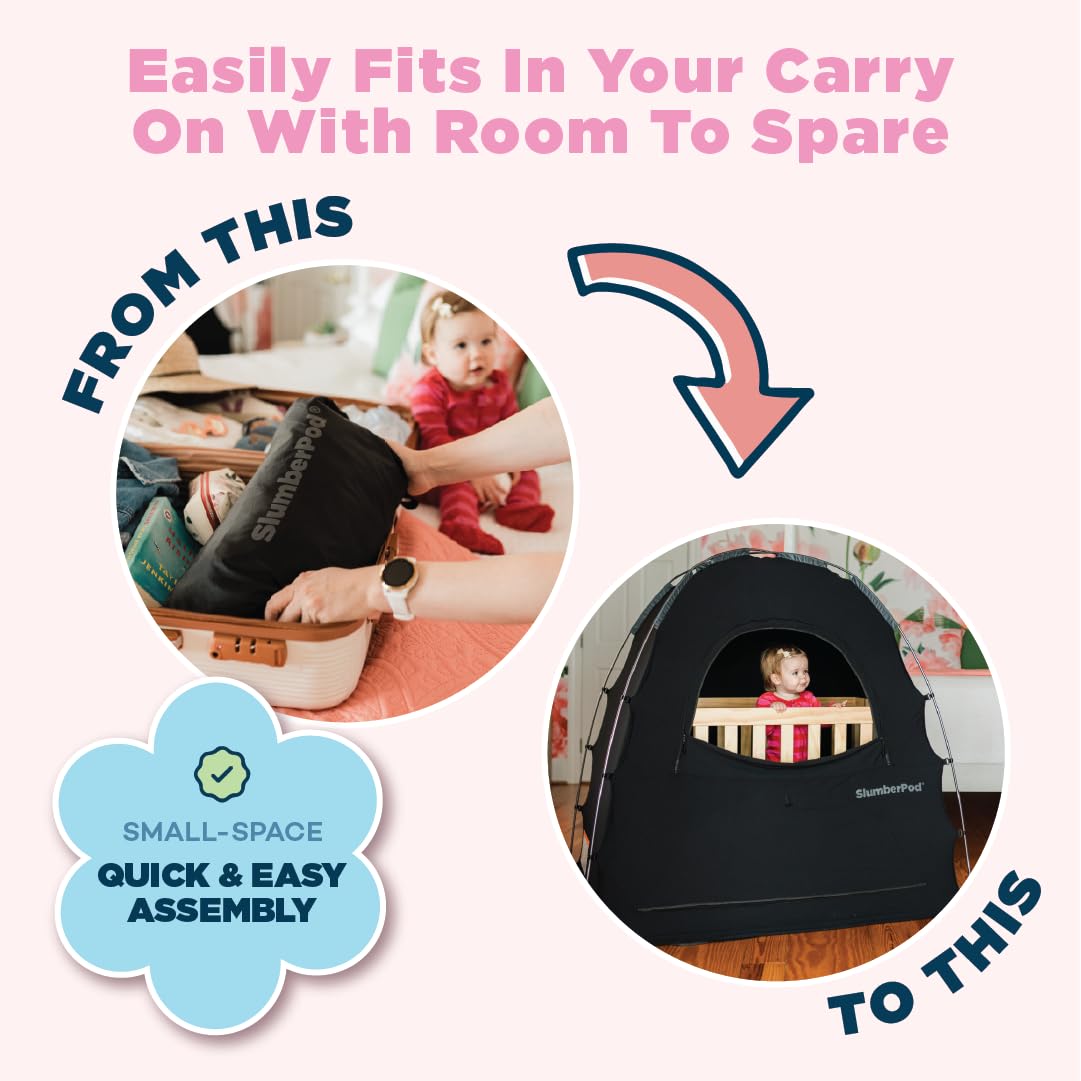 Easily Fits In Your Carry
On With Room To Spare
FROM THIS
SlumberPod®
SMALL-SPACE
QUICK & EASY
ASSEMBLY
SlumberPod®
TO THIS